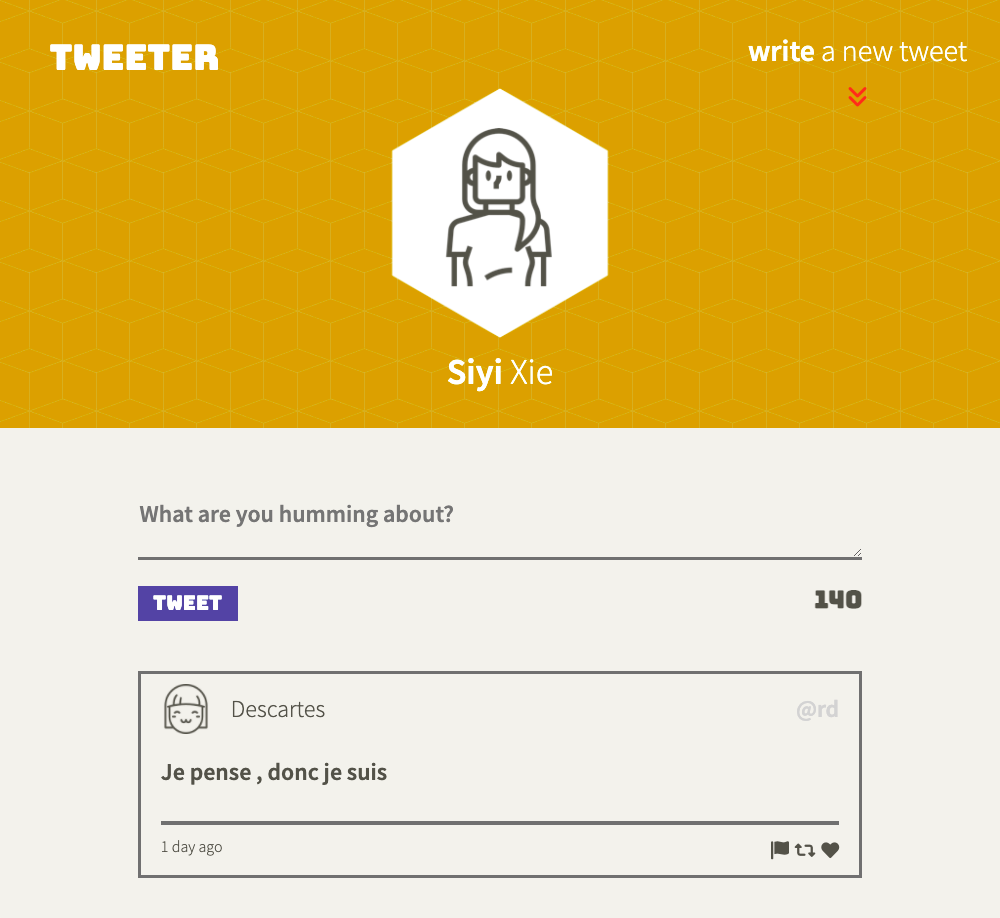 TWEETER
write a new tweet
Siyi Xie
What are you humming about?
TWEET
140
Descartes
@rd
Je pense , donc je suis
1 day ago